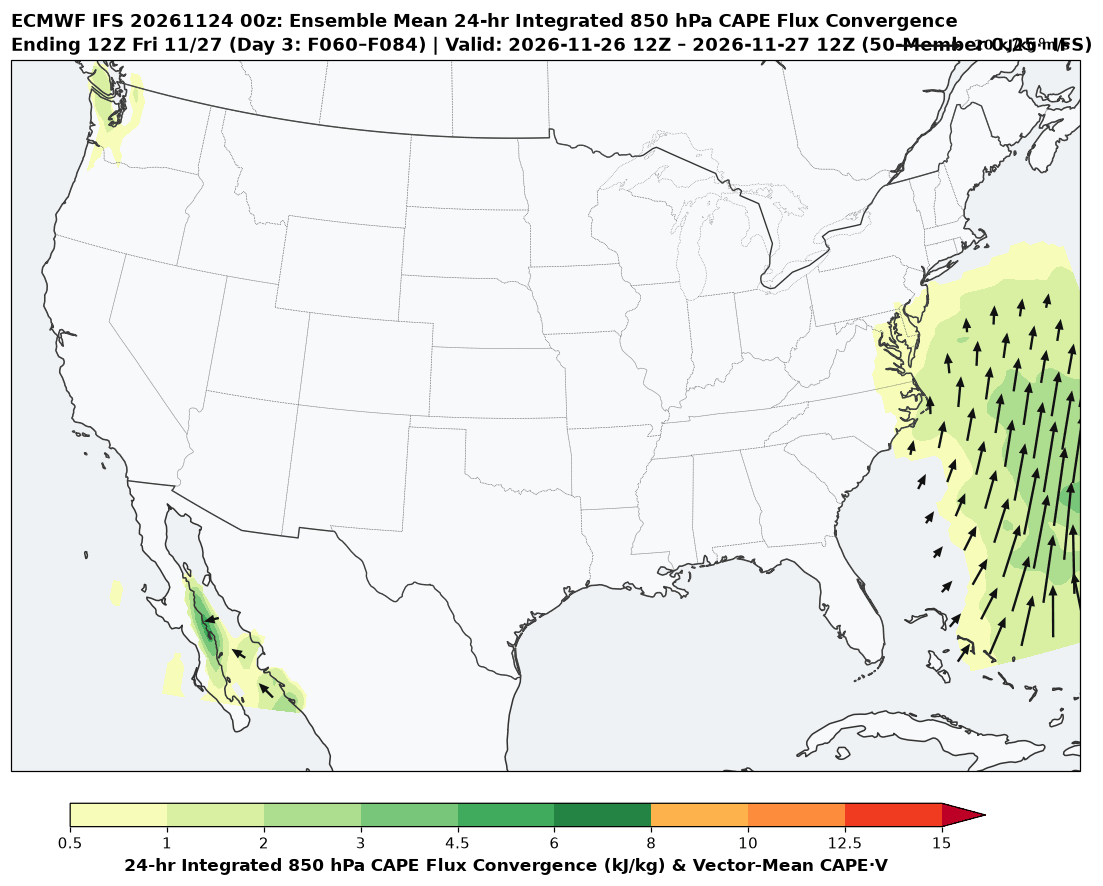 ECMWF IFS 20261124 00z: Ensemble Mean 24-hr Integrated 850 hPa CAPE Flux Convergence
Ending 12Z Fri 11/27 (Day 3: F060–F084) | Valid: 2026-11-26 12Z – 2026-11-27 12Z (50-Member 0.25° IFS)
0.5 1 2 3 4.5 6 8 10 12.5 15
24-hr Integrated 850 hPa CAPE Flux Convergence (kJ/kg) & Vector-Mean CAPE·V